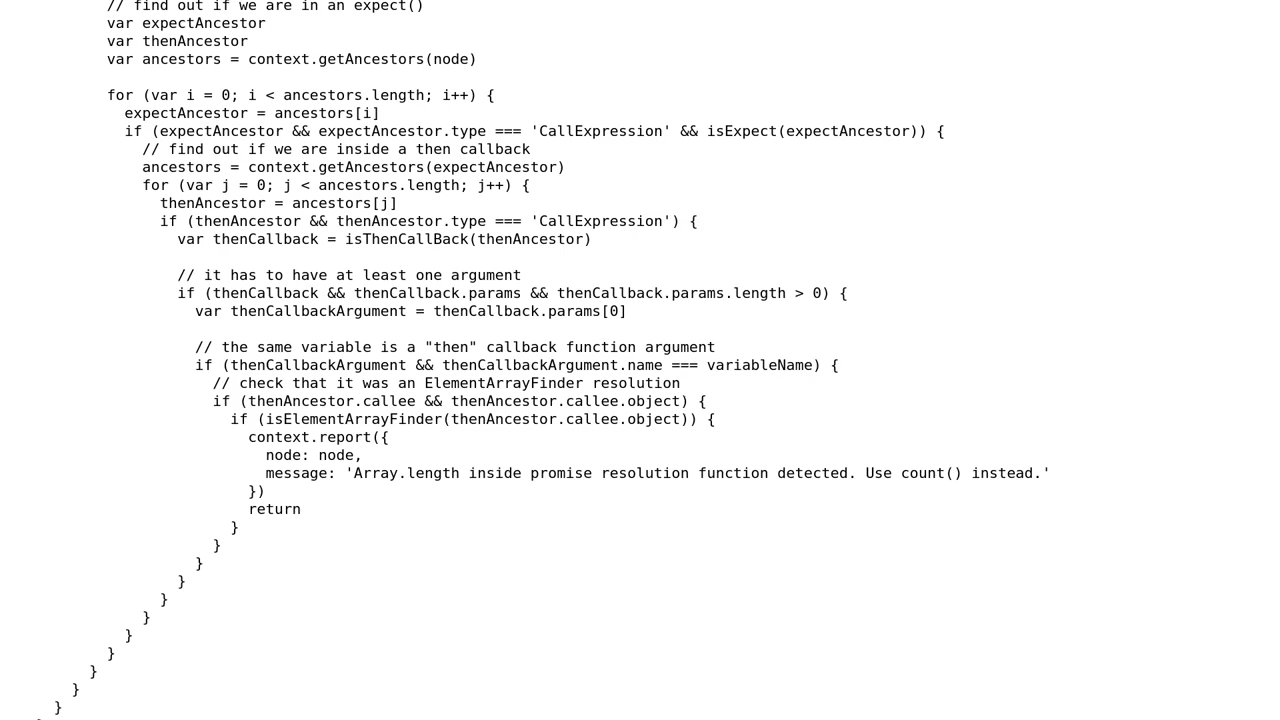 // find out if we are in an expect()
var expectAncestor
var thenAncestor
var ancestors = context.getAncestors(node)

for (var i = 0; i < ancestors.length; i++) {
  expectAncestor = ancestors[i]
  if (expectAncestor && expectAncestor.type === 'CallExpression' && isExpect(expectAncestor)) {
    // find out if we are inside a then callback
    ancestors = context.getAncestors(expectAncestor)
    for (var j = 0; j < ancestors.length; j++) {
      thenAncestor = ancestors[j]
      if (thenAncestor && thenAncestor.type === 'CallExpression') {
        var thenCallback = isThenCallBack(thenAncestor)

        // it has to have at least one argument
        if (thenCallback && thenCallback.params && thenCallback.params.length > 0) {
          var thenCallbackArgument = thenCallback.params[0]

          // the same variable is a "then" callback function argument
          if (thenCallbackArgument && thenCallbackArgument.name === variableName) {
            // check that it was an ElementArrayFinder resolution
            if (thenAncestor.callee && thenAncestor.callee.object) {
              if (isElementArrayFinder(thenAncestor.callee.object)) {
                context.report({
                  node: node,
                  message: 'Array.length inside promise resolution function detected. Use count() instead.'
                })
                return
              }
            }
          }
        }
      }
    }
  }
}
}
}
}